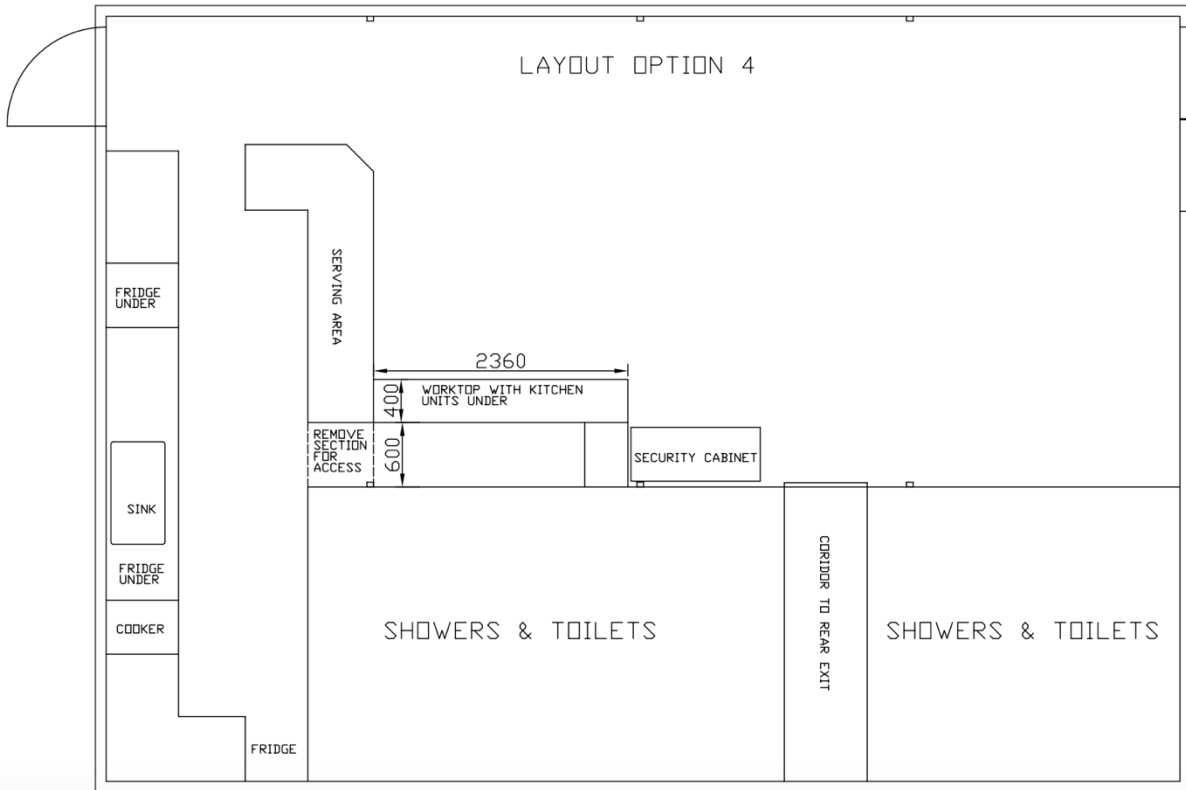 LAYOUT OPTION 4
FRIDGE
UNDER
SERVING AREA
2360
400
WORKTOP WITH KITCHEN
UNITS UNDER
REMOVE
SECTION
FOR
ACCESS
600
SECURITY CABINET
SINK
FRIDGE
UNDER
COOKER
SHOWERS & TOILETS
CORIDOR TO REAR EXIT
SHOWERS & TOILETS
FRIDGE